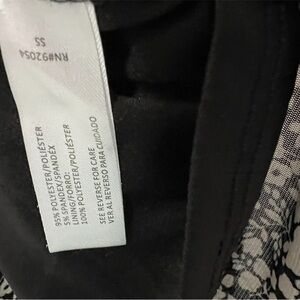 RN#92054
SS
95% POLYESTER/POLIÉSTER
5% SPANDEX/SPANDEX
LINING/FORRO:
100% POLYESTER/POLIÉSTER
SEE REVERSE FOR CARE
VER AL REVERSO PARA CUIDADO